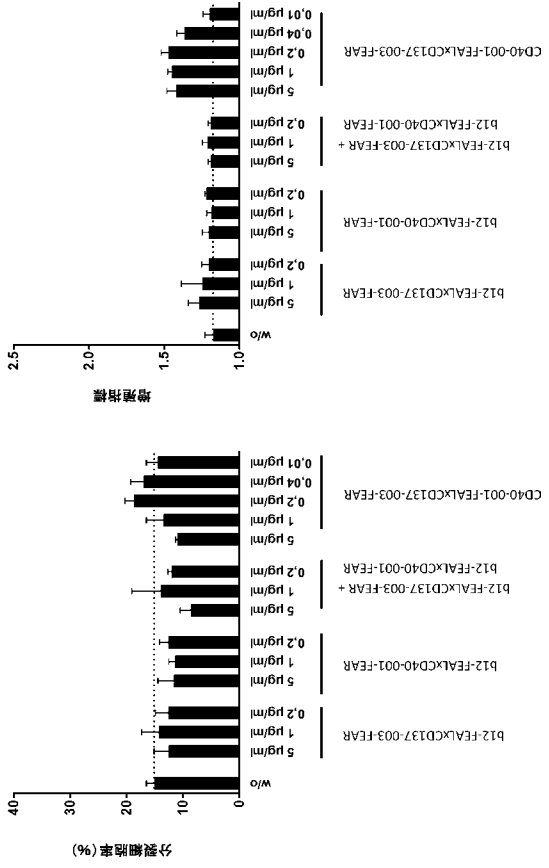 分裂細胞率(%)
40
30
20
10
0
w/o
5 µg/ml
1 µg/ml
0,2 µg/ml
5 µg/ml
1 µg/ml
0,2 µg/ml
5 µg/ml
1 µg/ml
0,2 µg/ml
5 µg/ml
1 µg/ml
0,2 µg/ml
0,04 µg/ml
0,01 µg/ml
b12-FEALxCD137-003-FEAR
b12-FEALxCD40-001-FEAR
b12-FEALxCD137-003-FEAR +
b12-FEALxCD40-001-FEAR
CD40-001-FEALxCD137-003-FEAR
増殖指標
2.5
2.0
1.5
1.0
w/o
5 µg/ml
1 µg/ml
0,2 µg/ml
5 µg/ml
1 µg/ml
0,2 µg/ml
5 µg/ml
1 µg/ml
0,2 µg/ml
5 µg/ml
1 µg/ml
0,2 µg/ml
0,04 µg/ml
0,01 µg/ml
b12-FEALxCD137-003-FEAR
b12-FEALxCD40-001-FEAR
b12-FEALxCD137-003-FEAR +
b12-FEALxCD40-001-FEAR
CD40-001-FEALxCD137-003-FEAR